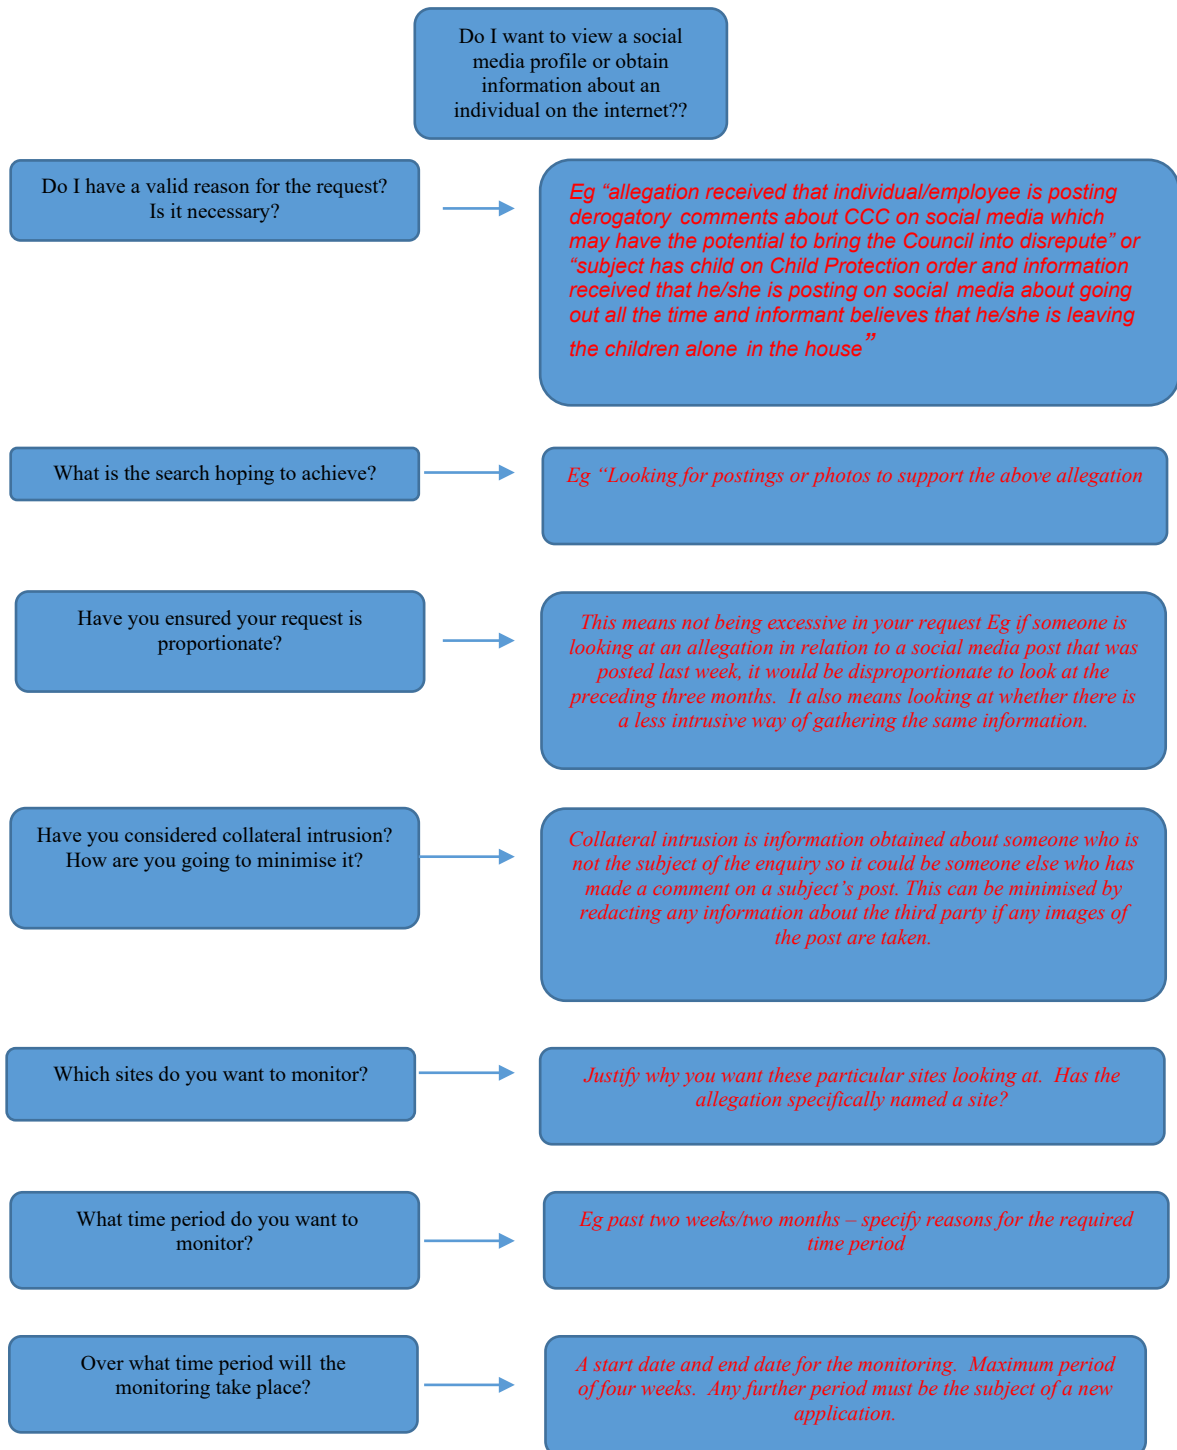 Do I want to view a social
media profile or obtain
information about an
individual on the internet??
Do I have a valid reason for the request?
Is it necessary?
Eg “allegation received that individual/employee is posting
derogatory comments about CCC on social media which
may have the potential to bring the Council into disrepute” or
“subject has child on Child Protection order and information
received that he/she is posting on social media about going
out all the time and informant believes that he/she is leaving
the children alone in the house”
What is the search hoping to achieve?
Eg “Looking for postings or photos to support the above allegation
Have you ensured your request is
proportionate?
This means not being excessive in your request Eg if someone is
looking at an allegation in relation to a social media post that was
posted last week, it would be disproportionate to look at the
preceding three months.  It also means looking at whether there is
a less intrusive way of gathering the same information.
Have you considered collateral intrusion?
How are you going to minimise it?
Collateral intrusion is information obtained about someone who is
not the subject of the enquiry so it could be someone else who has
made a comment on a subject’s post. This can be minimised by
redacting any information about the third party if any images of
the post are taken.
Which sites do you want to monitor?
Justify why you want these particular sites looking at.  Has the
allegation specifically named a site?
What time period do you want to
monitor?
Eg past two weeks/two months – specify reasons for the required
time period
Over what time period will the
monitoring take place?
A start date and end date for the monitoring.  Maximum period
of four weeks.  Any further period must be the subject of a new
application.